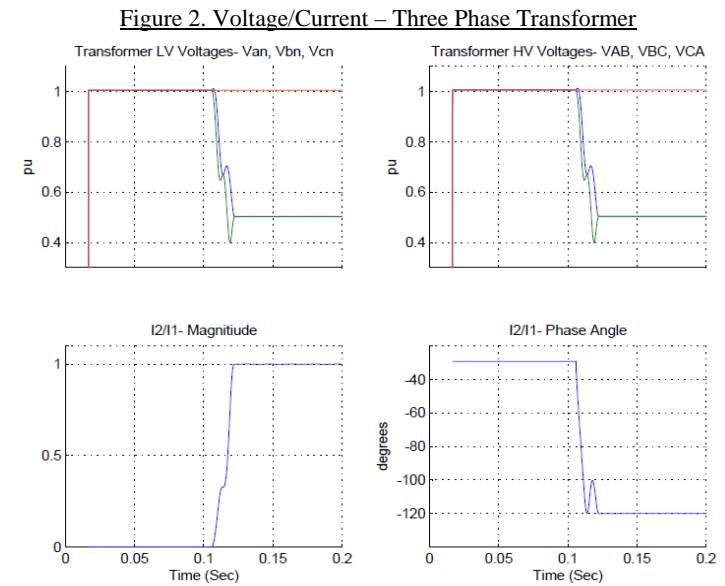 Figure 2. Voltage/Current – Three Phase Transformer
Transformer LV Voltages- Van, Vbn, Vcn
Transformer HV Voltages- VAB, VBC, VCA
1
0.8
0.6
0.4
pu
1
0.8
0.6
0.4
pu
I2/I1- Magnitiude
I2/I1- Phase Angle
1
0.5
0
0 0.05 0.1 0.15 0.2
Time (Sec)
-40
-60
-80
-100
-120
degrees
0 0.05 0.1 0.15 0.2
Time (Sec)